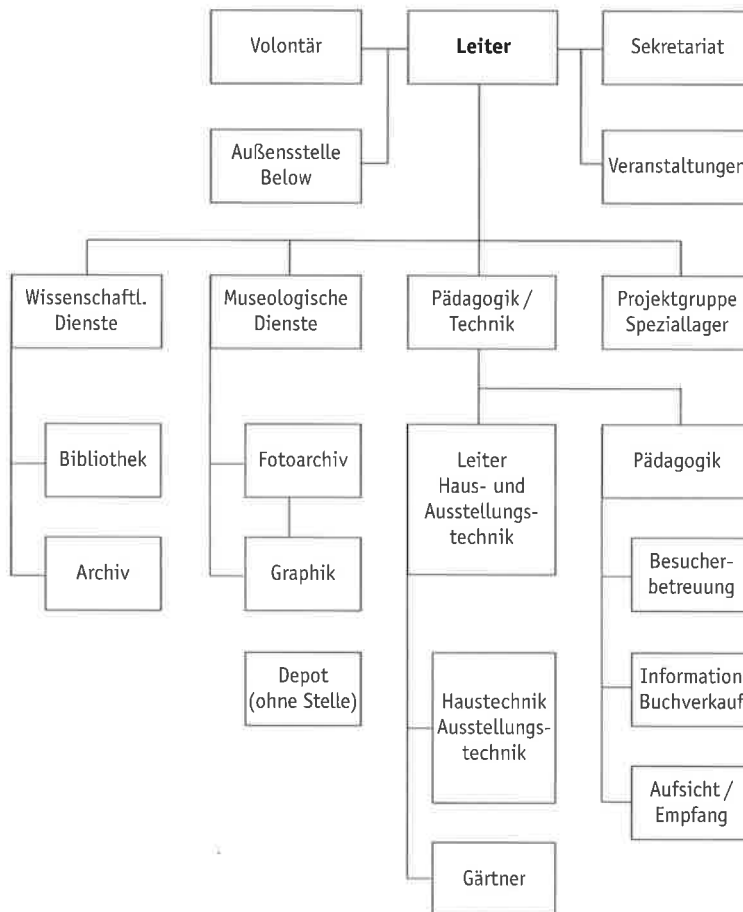 Volontär
Leiter
Sekretariat
Außensstelle
Below
Veranstaltungen
Wissenschaftl.
Dienste
Museologische
Dienste
Pädagogik /
Technik
Projektgruppe
Speziallager
Bibliothek
Fotoarchiv
Leiter
Haus- und
Ausstellungs-
technik
Pädagogik
Archiv
Graphik
Besucher-
betreuung
Depot
(ohne Stelle)
Haustechnik
Ausstellungs-
technik
Information
Buchverkauf
Aufsicht /
Empfang
Gärtner